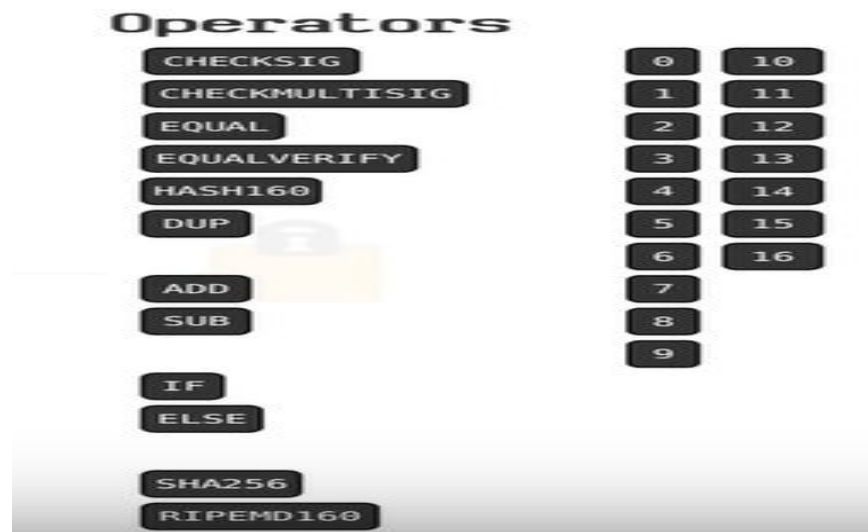 Operators
CHECKSIG 0 10
CHECKMULTISIG 1 11
EQUAL 2 12
EQUALVERIFY 3 13
HASH160 4 14
DUP 5 15
6 16
ADD 7
SUB 8
9
IF
ELSE
SHA256
RIPEMD160